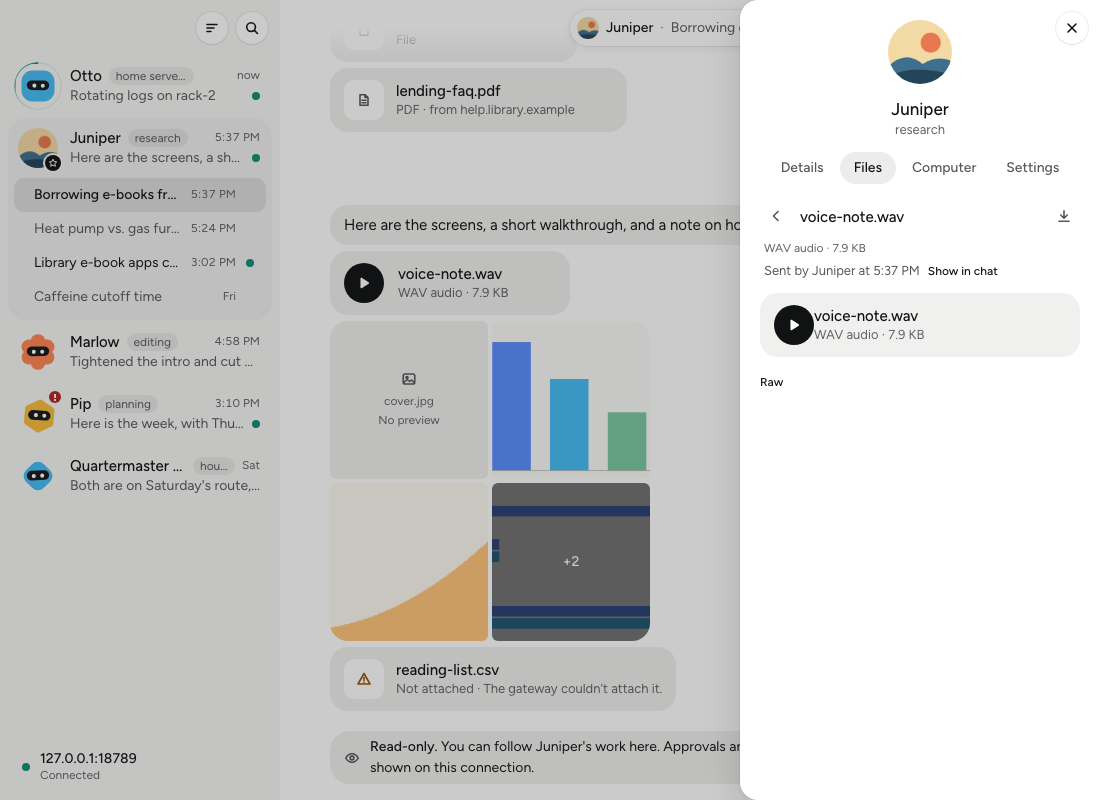 Otto
home serve...
now
Rotating logs on rack-2
Juniper
research
5:37 PM
Here are the screens, a sh...
Borrowing e-books fr...
5:37 PM
Heat pump vs. gas fur...
5:24 PM
Library e-book apps c...
3:02 PM
Caffeine cutoff time
Fri
Marlow
editing
4:58 PM
Tightened the intro and cut ...
Pip
planning
3:10 PM
Here is the week, with Thu...
Quartermaster ...
hou...
Sat
Both are on Saturday's route,...
127.0.0.1:18789
Connected
Juniper · Borrowing
File
lending-faq.pdf
PDF · from help.library.example
Here are the screens, a short walkthrough, and a note on ho
voice-note.wav
WAV audio · 7.9 KB
cover.jpg
No preview
+2
reading-list.csv
Not attached · The gateway couldn't attach it.
Read-only. You can follow Juniper's work here. Approvals
shown on this connection.
Juniper
research
Details
Files
Computer
Settings
voice-note.wav
WAV audio · 7.9 KB
Sent by Juniper at 5:37 PM
Show in chat
voice-note.wav
WAV audio · 7.9 KB
Raw